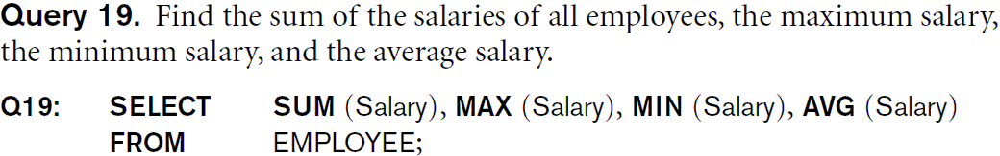 Query 19. Find the sum of the salaries of all employees, the maximum salary,
the minimum salary, and the average salary.
Q19: SELECT SUM (Salary), MAX (Salary), MIN (Salary), AVG (Salary)
FROM EMPLOYEE;